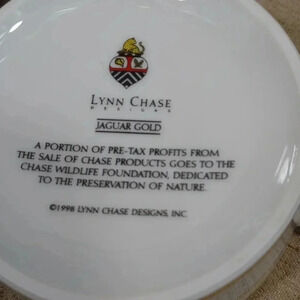 LYNN CHASE
DESIGNS
JAGUAR GOLD
A PORTION OF PRE-TAX PROFITS FROM
THE SALE OF CHASE PRODUCTS GOES TO THE
CHASE WILDLIFE FOUNDATION, DEDICATED
TO THE PRESERVATION OF NATURE.
©1998 LYNN CHASE DESIGNS, INC.